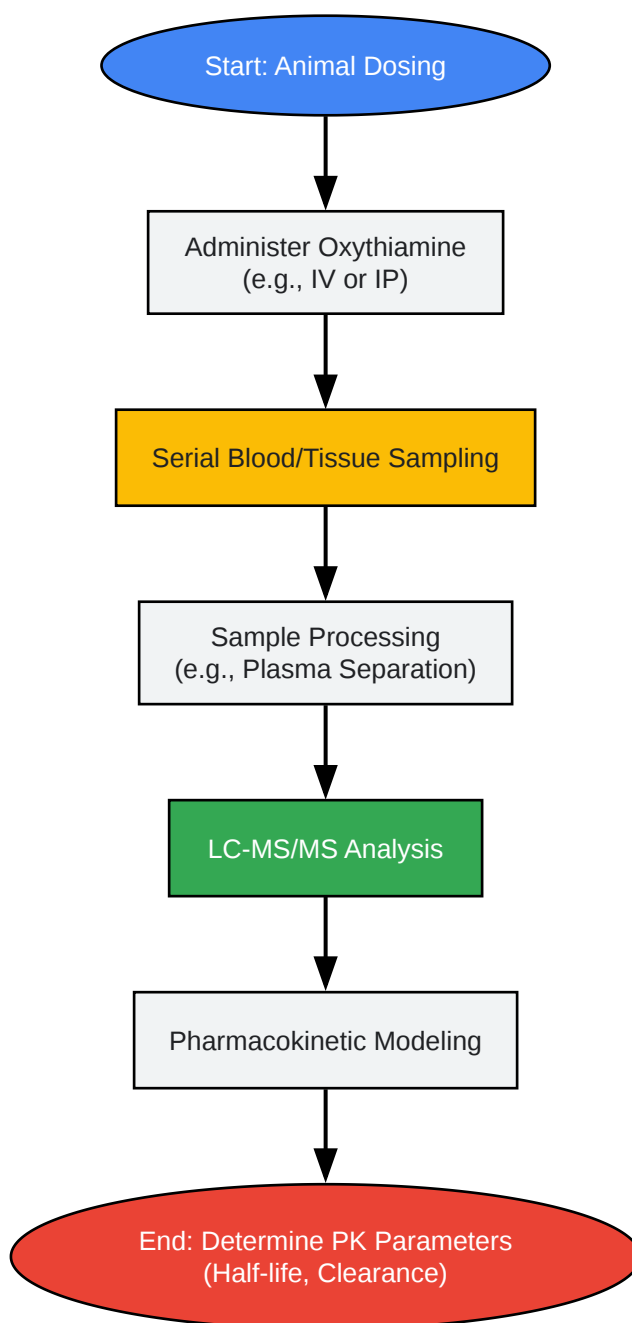 Start: Animal Dosing
Administer Oxythiamine
(e.g., IV or IP)
Serial Blood/Tissue Sampling
Sample Processing
(e.g., Plasma Separation)
LC-MS/MS Analysis
Pharmacokinetic Modeling
End: Determine PK Parameters
(Half-life, Clearance)